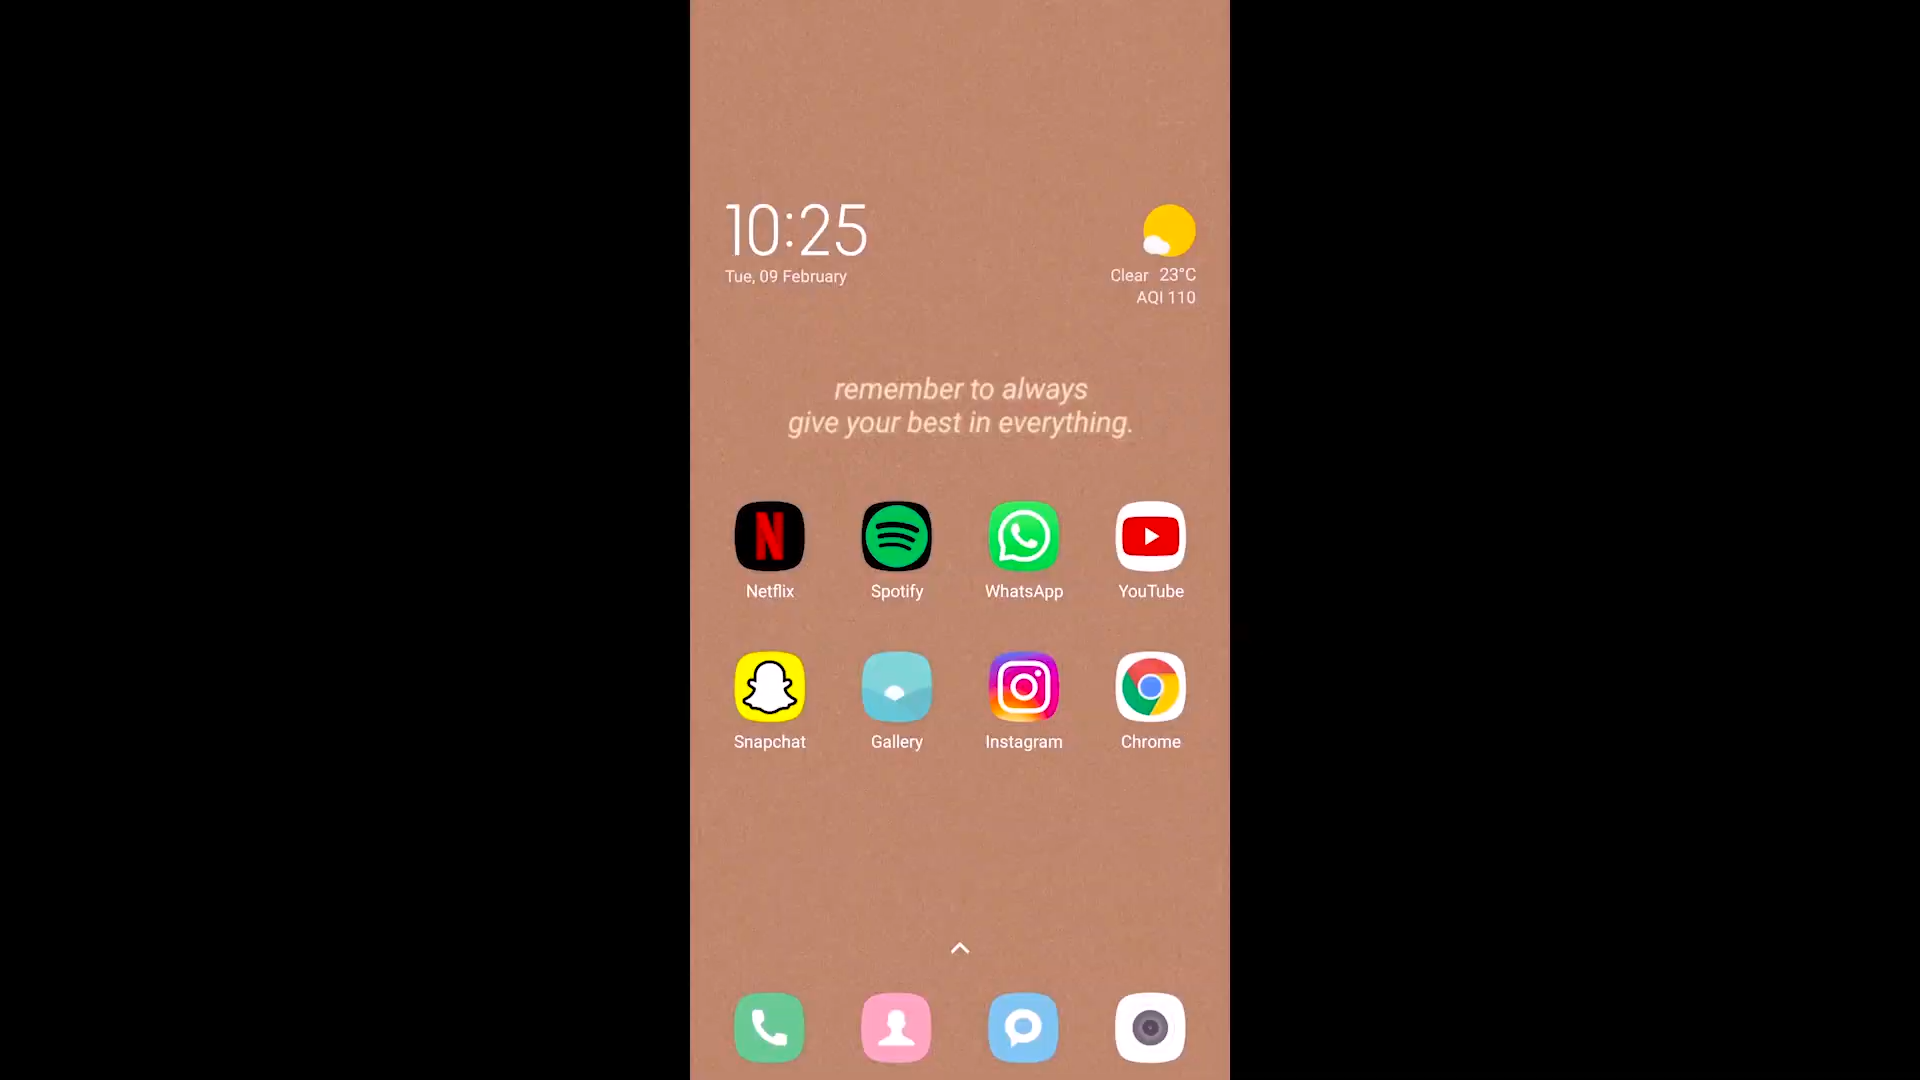 10:25
Tue, 09 February
Clear 23°C
AQI 110
remember to always
give your best in everything.
Netflix
Spotify
WhatsApp
YouTube
Snapchat
Gallery
Instagram
Chrome